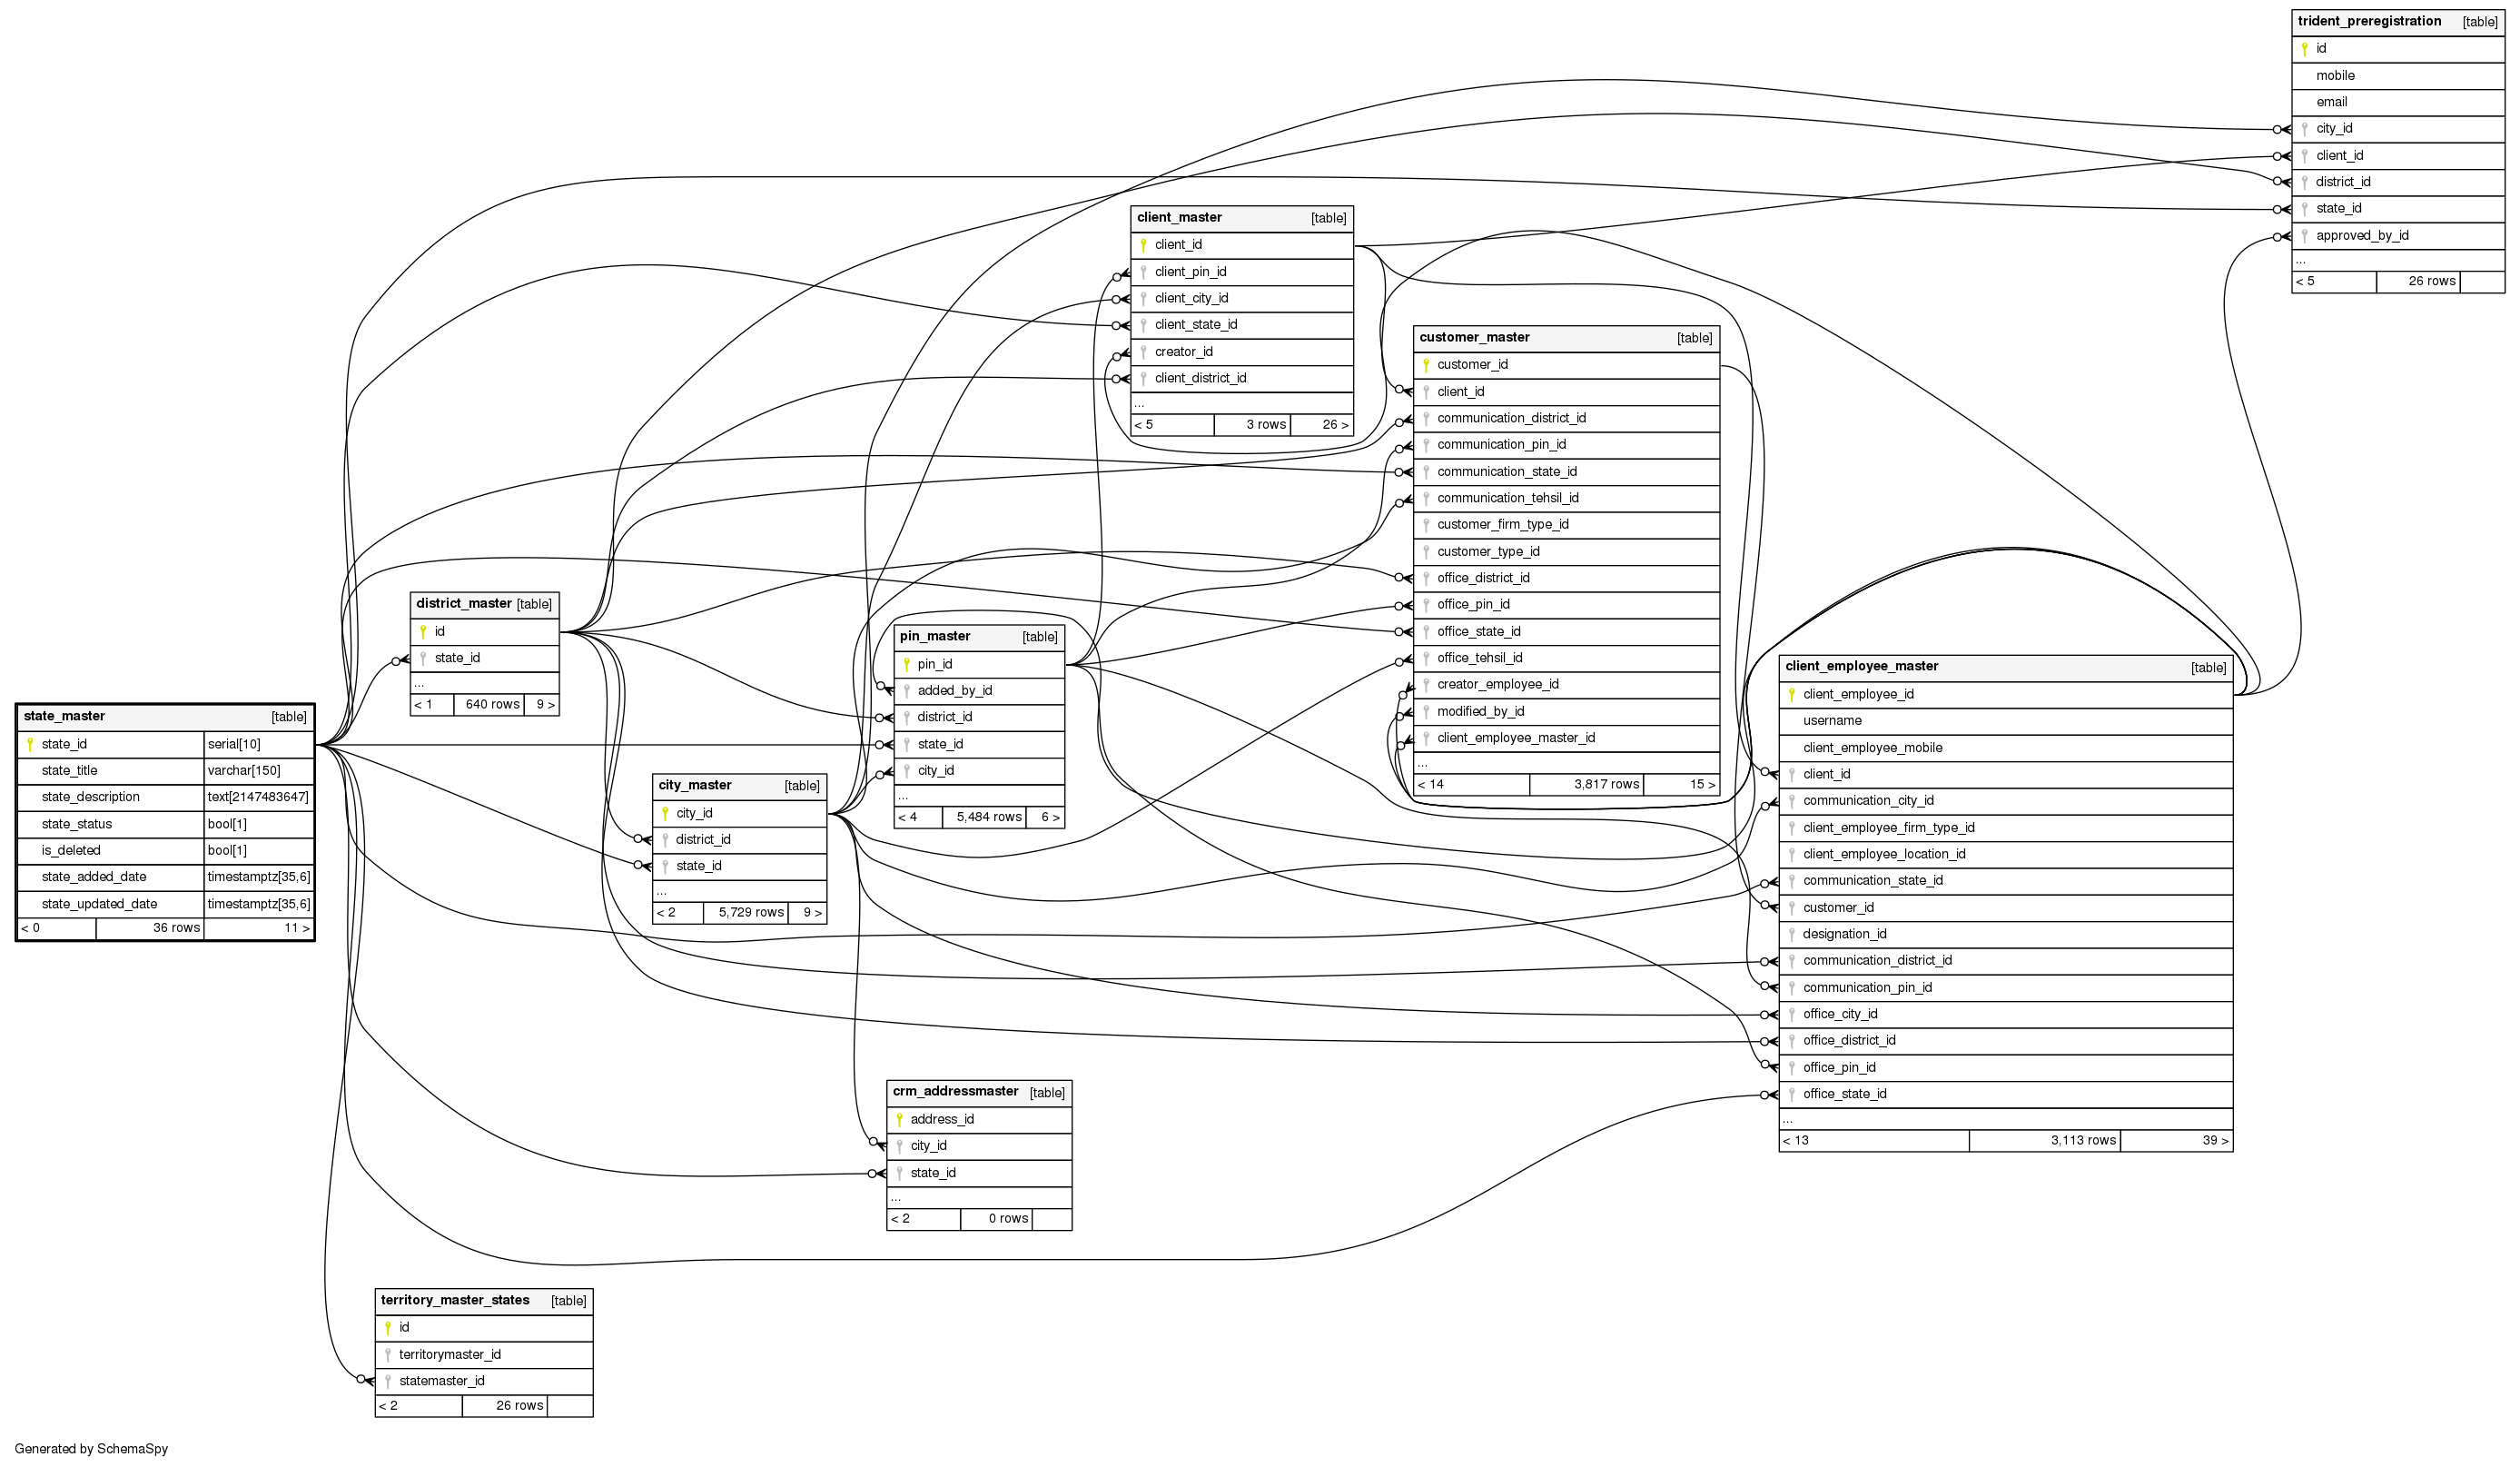 trident_preregistration [table]
id
mobile
email
city_id
client_id
district_id
state_id
approved_by_id
...
< 5 26 rows
client_master [table]
client_id
client_pin_id
client_city_id
client_state_id
creator_id
client_district_id
...
< 5 3 rows 26 >
customer_master [table]
customer_id
client_id
communication_district_id
communication_pin_id
communication_state_id
communication_tehsil_id
customer_firm_type_id
customer_type_id
office_district_id
office_pin_id
office_state_id
office_tehsil_id
creator_employee_id
modified_by_id
client_employee_master_id
...
< 14 3,817 rows 15 >
district_master [table]
id
state_id
...
< 1 640 rows 9 >
pin_master [table]
pin_id
added_by_id
district_id
state_id
city_id
...
< 4 5,484 rows 6 >
client_employee_master [table]
client_employee_id
username
client_employee_mobile
client_id
communication_city_id
client_employee_firm_type_id
client_employee_location_id
communication_state_id
customer_id
designation_id
communication_district_id
communication_pin_id
office_city_id
office_district_id
office_pin_id
office_state_id
...
< 13 3,113 rows 39 >
state_master [table]
state_id serial[10]
state_title varchar[150]
state_description text[2147483647]
state_status bool[1]
is_deleted bool[1]
state_added_date timestamptz[35,6]
state_updated_date timestamptz[35,6]
< 0 36 rows 11 >
city_master [table]
city_id
district_id
state_id
...
< 2 5,729 rows 9 >
crm_addressmaster [table]
address_id
city_id
state_id
...
< 2 0 rows
territory_master_states [table]
id
territorymaster_id
statemaster_id
< 2 26 rows
Generated by SchemaSpy